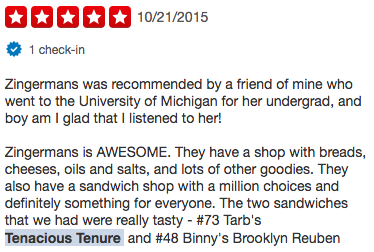 10/21/2015
1 check-in
Zingermans was recommended by a friend of mine who
went to the University of Michigan for her undergrad, and
boy am I glad that I listened to her!
Zingermans is AWESOME. They have a shop with breads,
cheeses, oils and salts, and lots of other goodies. They
also have a sandwich shop with a million choices and
definitely something for everyone. The two sandwiches
that we had were really tasty - #73 Tarb's
Tenacious Tenure and #48 Binny's Brooklyn Reuben